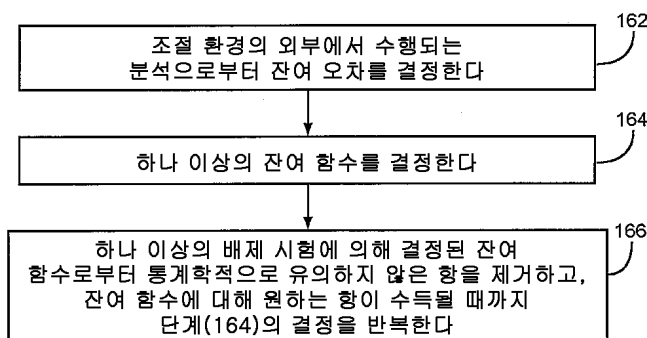 162
조절 환경의 외부에서 수행되는
분석으로부터 잔여 오차를 결정한다
164
하나 이상의 잔여 함수를 결정한다
166
하나 이상의 배제 시험에 의해 결정된 잔여
함수로부터 통계학적으로 유의하지 않은 항을 제거하고,
잔여 함수에 대해 원하는 항이 수득될 때까지
단계(164)의 결정을 반복한다